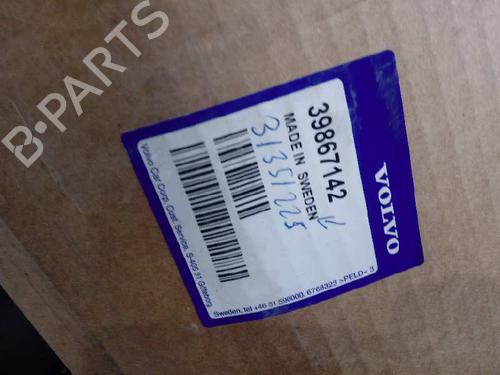 B-PARTS
VOLVO
39867142
MADE IN SWEDEN
31351225
Volvo Car Corp. Cust. Service, S-405 31 Göteborg
Sweden, tel +46 31 590000. 6764323 >PELD< 3